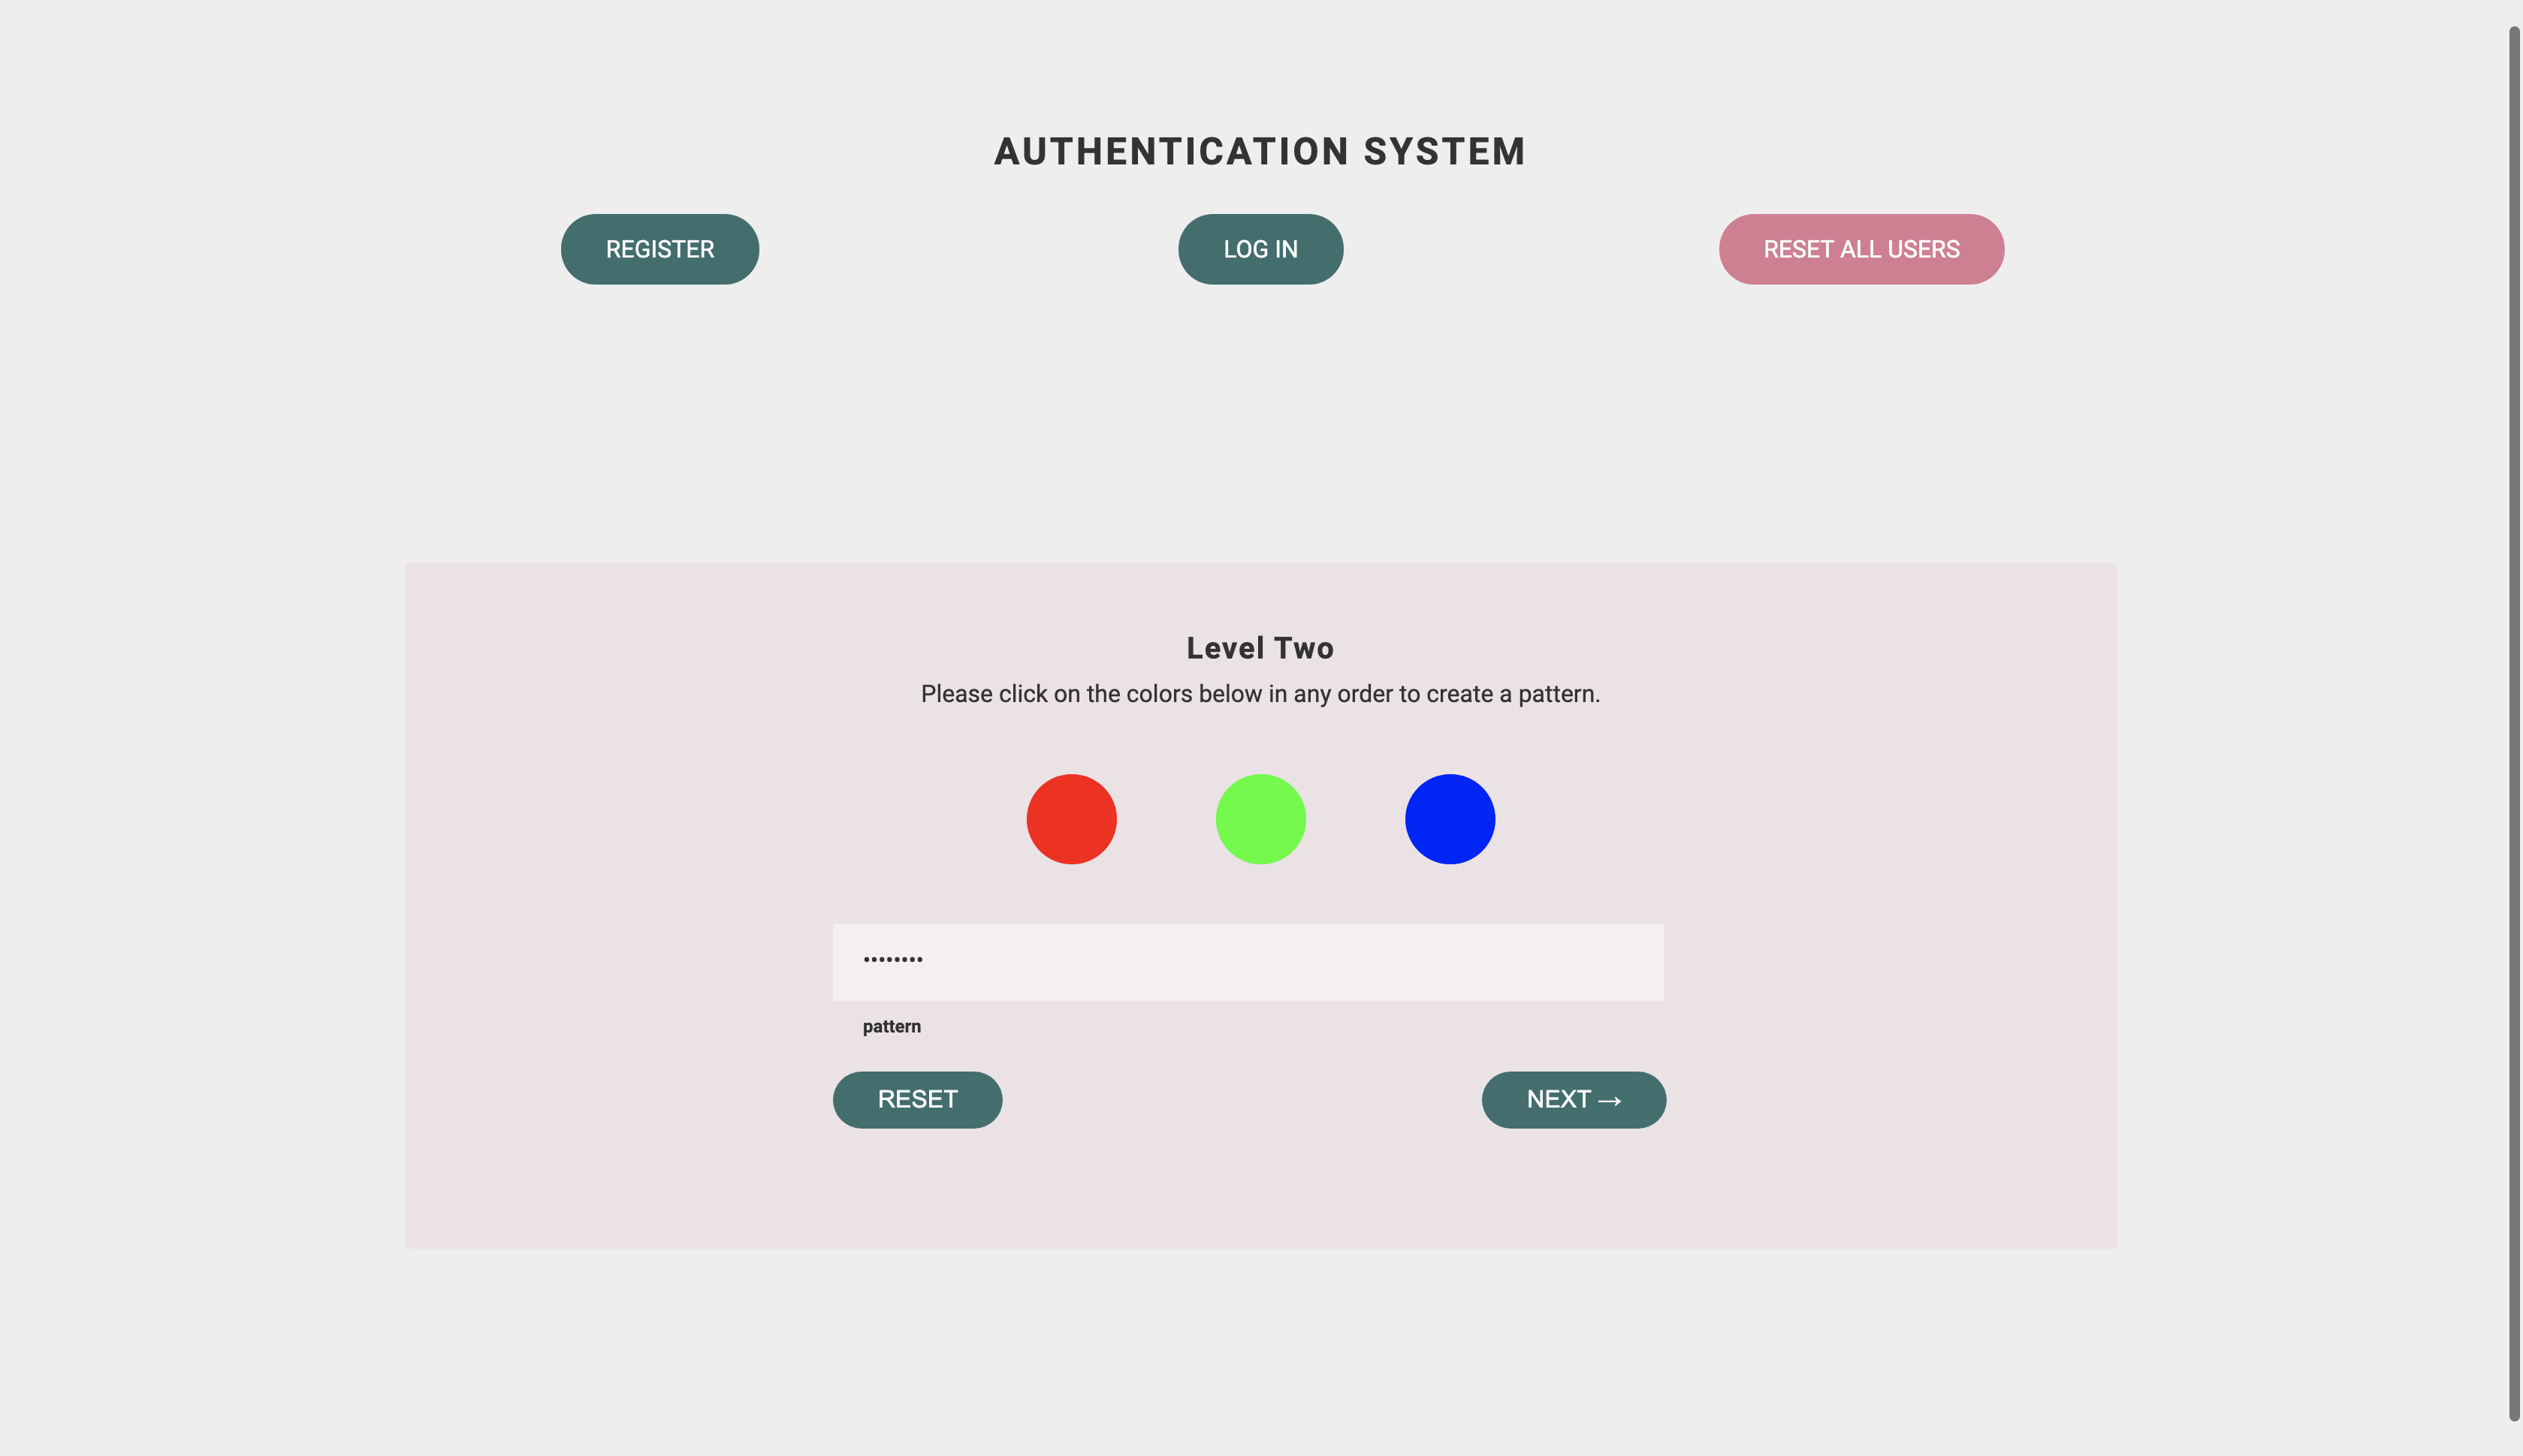 AUTHENTICATION SYSTEM
REGISTER
LOG IN
RESET ALL USERS
Level Two
Please click on the colors below in any order to create a pattern.
••••••••
pattern
RESET
NEXT →